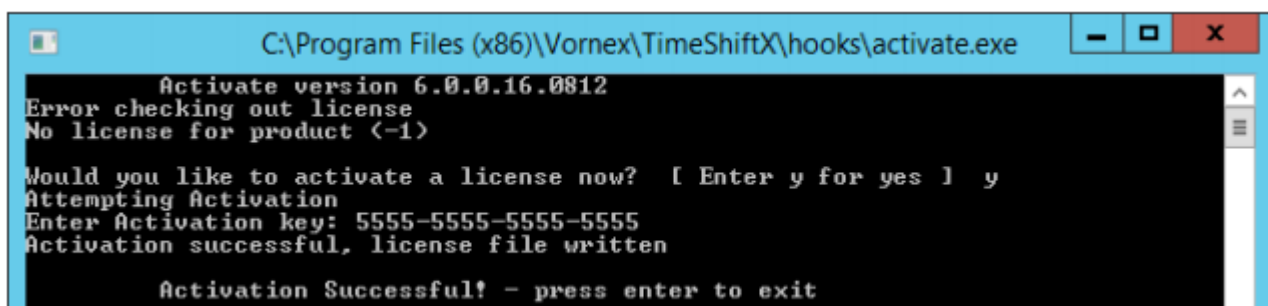 C:\Program Files (x86)\Vornex\TimeShiftX\hooks\activate.exe
Activate version 6.0.0.16.0812
Error checking out license
No license for product (-1)
Would you like to activate a license now? [ Enter y for yes ] y
Attempting Activation
Enter Activation key: 5555-5555-5555-5555
Activation successful, license file written
Activation Successful! - press enter to exit